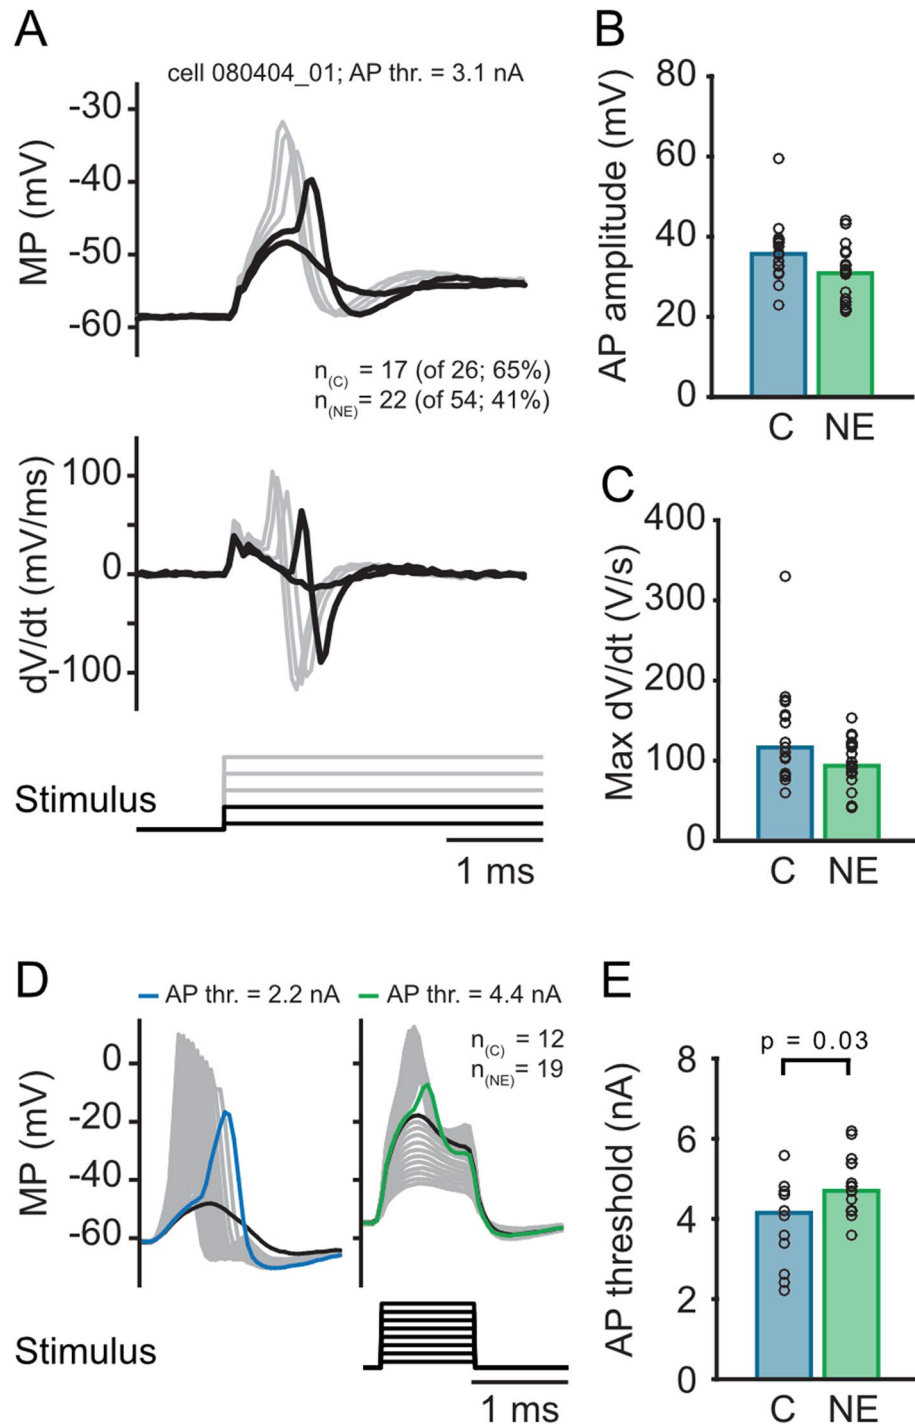 A
cell 080404_01; AP thr. = 3.1 nA
MP (mV)
-30
-40
-50
-60
n(C) = 17 (of 26; 65%)
n(NE)= 22 (of 54; 41%)
dV/dt (mV/ms)
100
0
-100
Stimulus
1 ms
B
AP amplitude (mV)
80
60
40
20
0
C NE
C
Max dV/dt (V/s)
400
300
200
100
0
C NE
D
AP thr. = 2.2 nA
AP thr. = 4.4 nA
n(C) = 12
n(NE)= 19
MP (mV)
0
-20
-40
-60
Stimulus
1 ms
E
p = 0.03
AP threshold (nA)
8
6
4
2
0
C NE